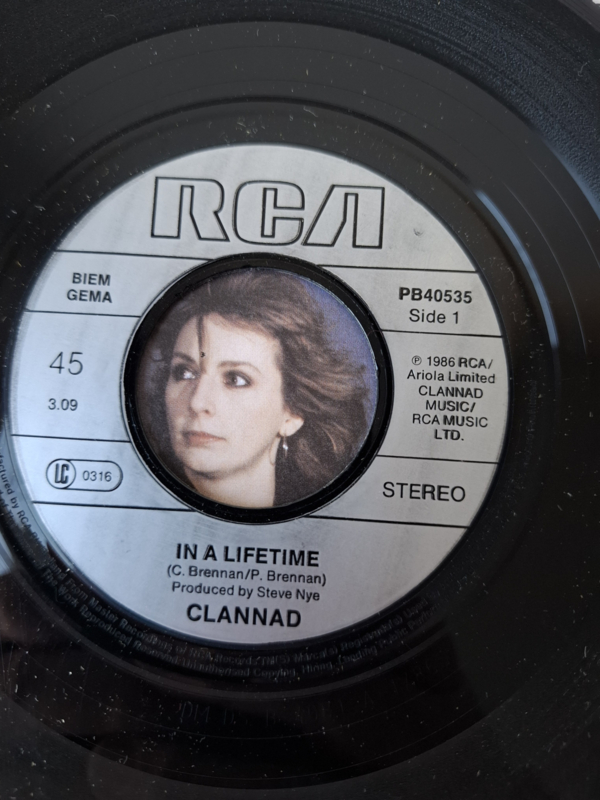 RCA
BIEM
GEMA
PB40535
Side 1
45
3.09
℗ 1986 RCA/
Ariola Limited
CLANNAD
MUSIC/
RCA MUSIC
LTD.
LC 0316
STEREO
IN A LIFETIME
(C. Brennan/P. Brennan)
Produced by Steve Nye
CLANNAD